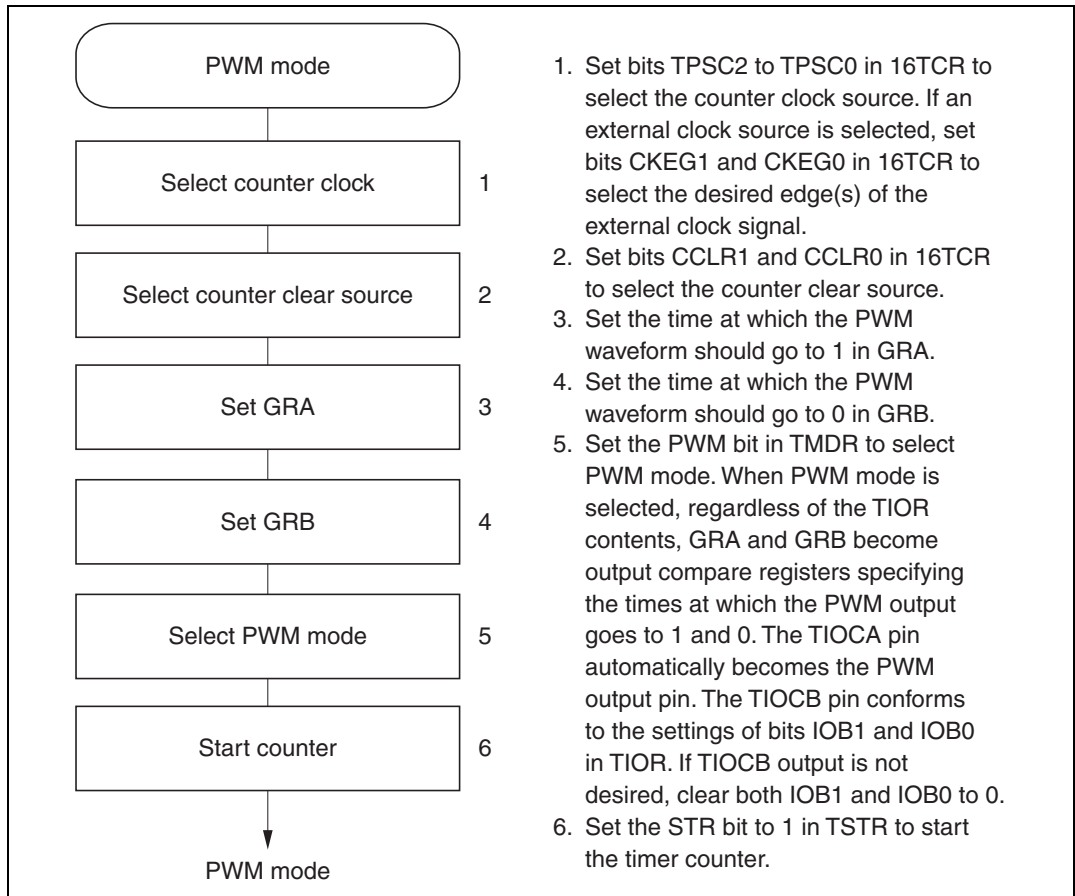 PWM mode
Select counter clock 1
Select counter clear source 2
Set GRA 3
Set GRB 4
Select PWM mode 5
Start counter 6
PWM mode
1. Set bits TPSC2 to TPSC0 in 16TCR to
select the counter clock source. If an
external clock source is selected, set
bits CKEG1 and CKEG0 in 16TCR to
select the desired edge(s) of the
external clock signal.
2. Set bits CCLR1 and CCLR0 in 16TCR
to select the counter clear source.
3. Set the time at which the PWM
waveform should go to 1 in GRA.
4. Set the time at which the PWM
waveform should go to 0 in GRB.
5. Set the PWM bit in TMDR to select
PWM mode. When PWM mode is
selected, regardless of the TIOR
contents, GRA and GRB become
output compare registers specifying
the times at which the PWM output
goes to 1 and 0. The TIOCA pin
automatically becomes the PWM
output pin. The TIOCB pin conforms
to the settings of bits IOB1 and IOB0
in TIOR. If TIOCB output is not
desired, clear both IOB1 and IOB0 to 0.
6. Set the STR bit to 1 in TSTR to start
the timer counter.